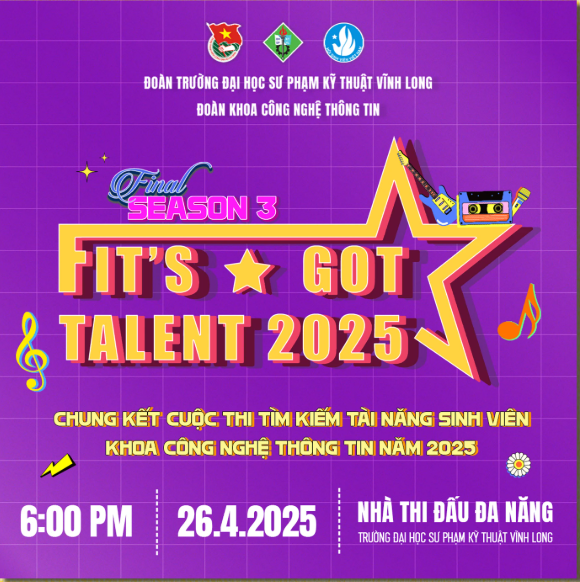 ĐOÀN TRƯỜNG ĐẠI HỌC SƯ PHẠM KỸ THUẬT VĨNH LONG
ĐOÀN KHOA CÔNG NGHỆ THÔNG TIN
Final
SEASON 3
FIT'S ★ GOT
TALENT 2025
CHUNG KẾT CUỘC THI TÌM KIẾM TÀI NĂNG SINH VIÊN
KHOA CÔNG NGHỆ THÔNG TIN NĂM 2025
6:00 PM
26.4.2025
NHÀ THI ĐẤU ĐA NĂNG
TRƯỜNG ĐẠI HỌC SƯ PHẠM KỸ THUẬT VĨNH LONG